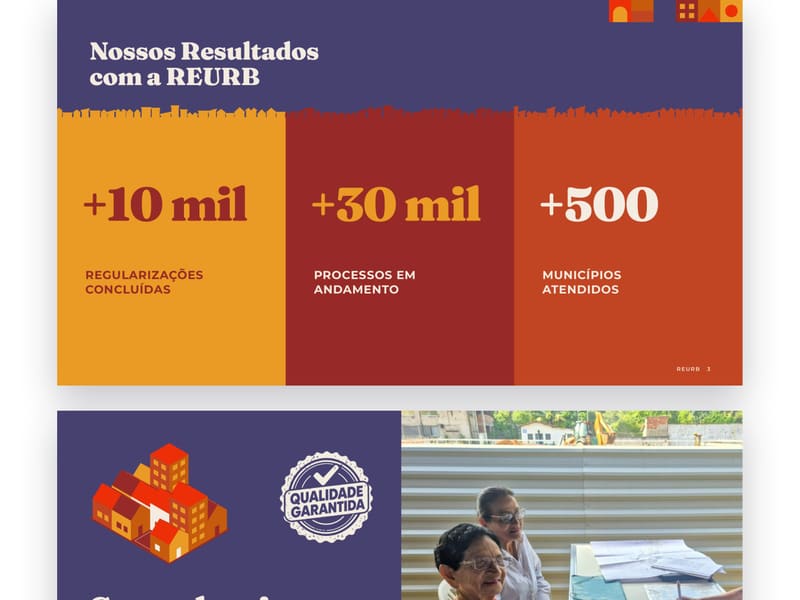 Nossos Resultados
com a REURB
+10 mil
REGULARIZAÇÕES
CONCLUÍDAS
+30 mil
PROCESSOS EM
ANDAMENTO
+500
MUNICÍPIOS
ATENDIDOS
REURB 3
QUALIDADE
GARANTIDA